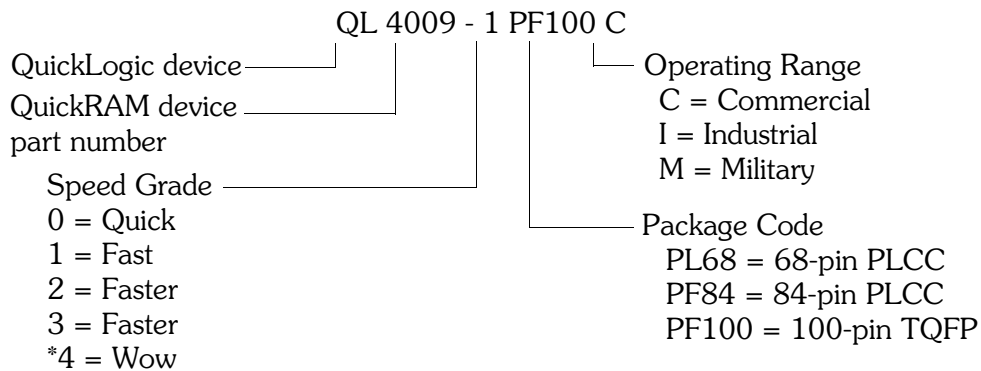 QL 4009 - 1 PF100 C
QuickLogic device
QuickRAM device
part number
Speed Grade
0 = Quick
1 = Fast
2 = Faster
3 = Faster
*4 = Wow
Operating Range
C = Commercial
I = Industrial
M = Military
Package Code
PL68 = 68-pin PLCC
PF84 = 84-pin PLCC
PF100 = 100-pin TQFP